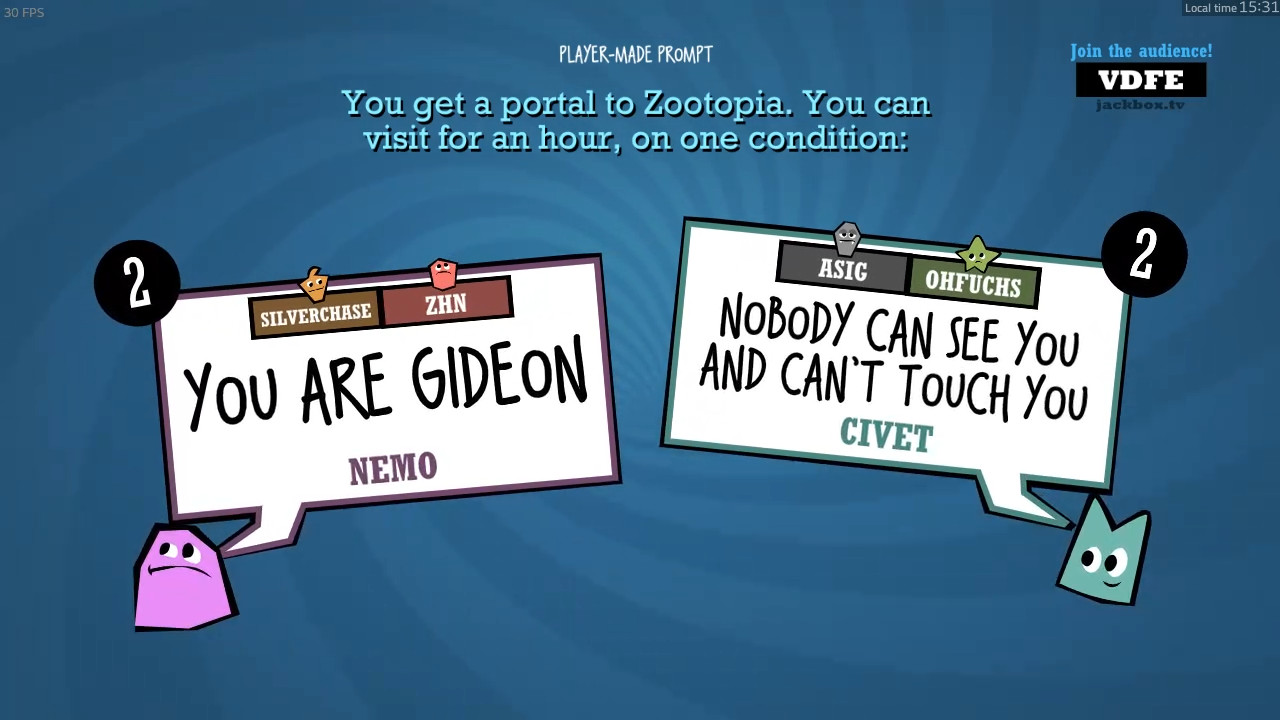 30 FPS
Local time 15:31
PLAYER-MADE PROMPT
Join the audience!
VDFE
jackbox.tv
You get a portal to Zootopia. You can
visit for an hour, on one condition:
2
SILVERCHASE
ZHN
YOU ARE GIDEON
NEMO
2
ASIG
OHFUCHS
NOBODY CAN SEE YOU
AND CAN'T TOUCH YOU
CIVET